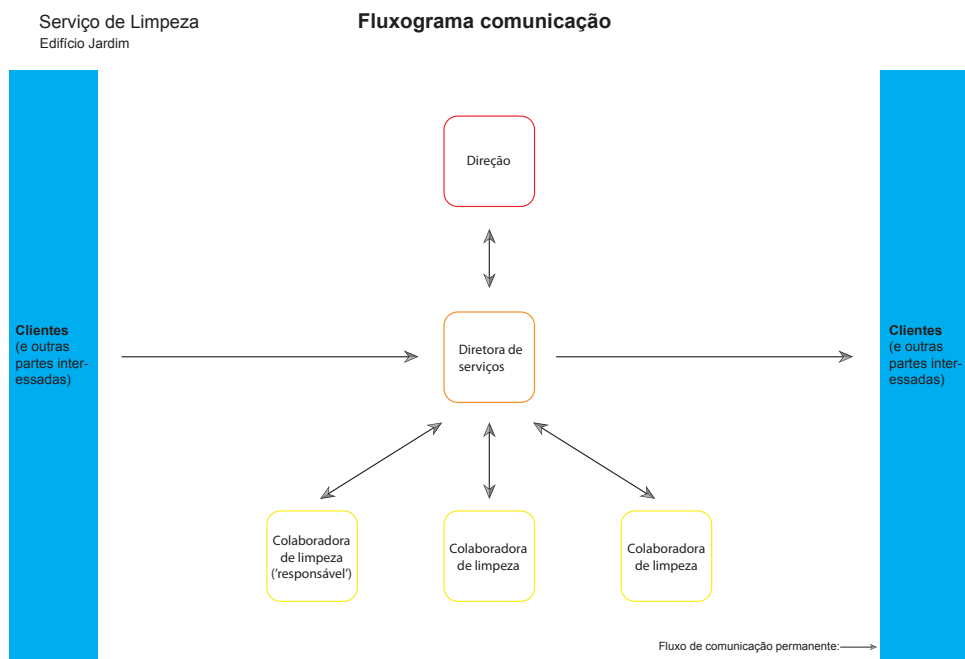 Serviço de Limpeza
Edifício Jardim
Fluxograma comunicação
Direção
Clientes
(e outras
partes inter-
essadas)
Diretora de
serviços
Clientes
(e outras
partes inter-
essadas)
Colaboradora
de limpeza
('responsável')
Colaboradora
de limpeza
Colaboradora
de limpeza
Fluxo de comunicação permanente: